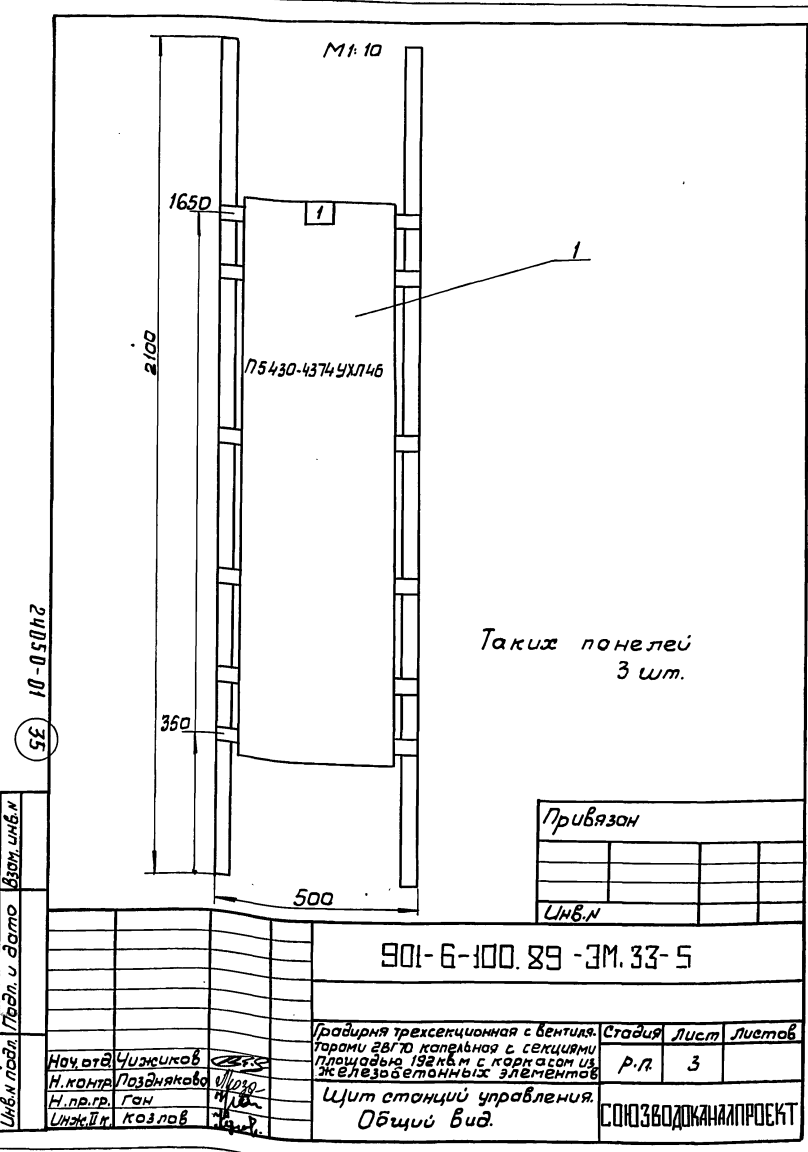 М1:10
1650
1
1
2100
П5430-4374УХЛ4б
Таких панелей
3 шт.
350
500
24050-01
35
Взам. инв.N
Подп. и дата
Инв.N подл.
Привязан
Инв.N
901-6-100.89-ЭМ.33-5
Градирня трехсекционная с вентиля-
торами 2ВГ70 капельная с секциями
площадью 192кв.м с каркасом из
железобетонных элементов
Стадия Лист Листов
Р.П. 3
Нач.отд. Чижиков
Н.контр Позднякова
Н.пр.гр. Ган
Инж.IIк. Козлов
Щит станций управления.
Общий вид.
СОЮЗВОДОКАНАЛПРОЕКТ